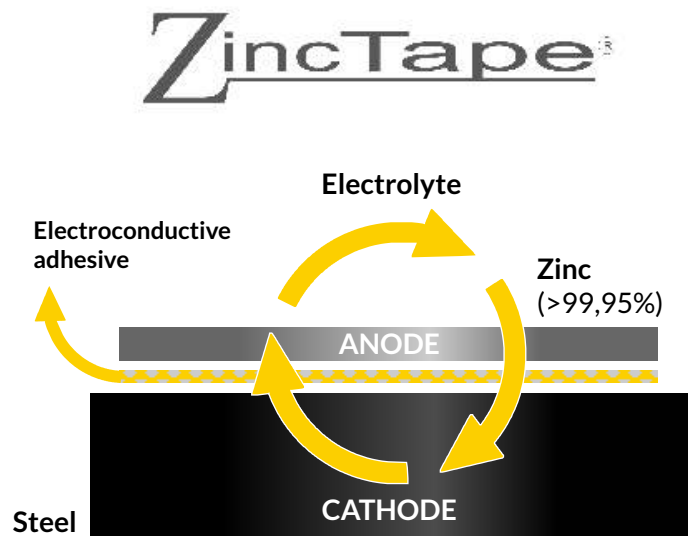 ZincTape®
Electrolyte
Electroconductive
adhesive
Zinc
(>99,95%)
ANODE
CATHODE
Steel